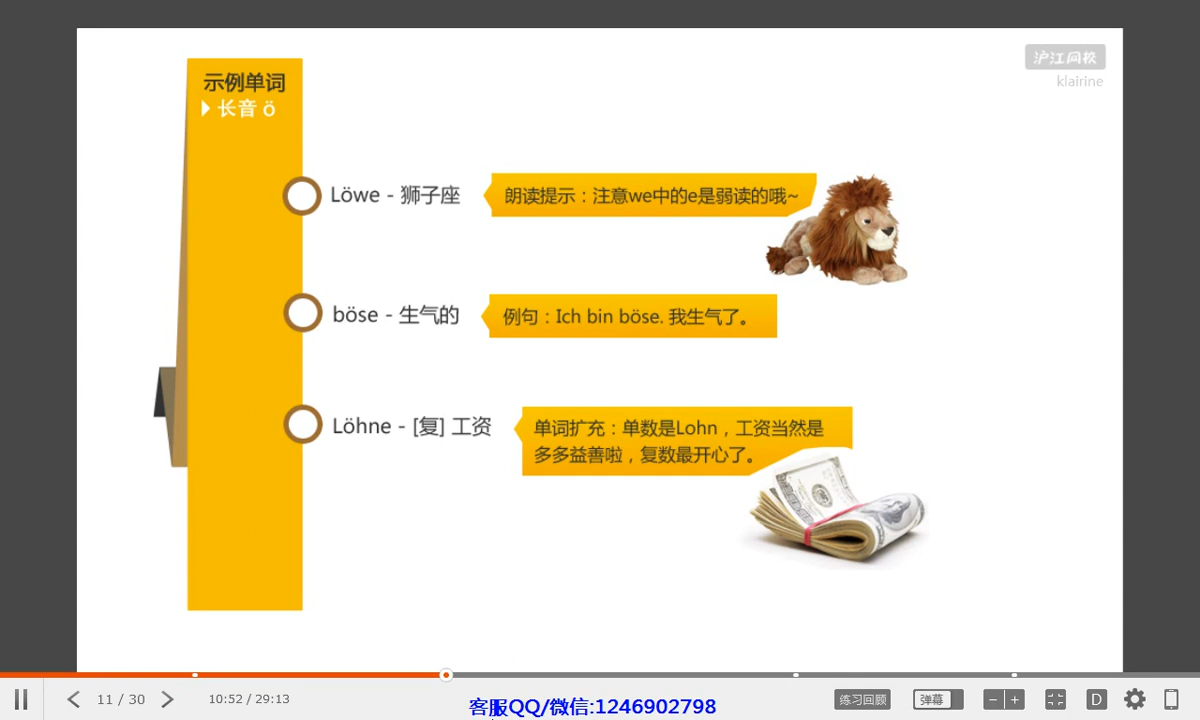 示例单词
长音 ö
沪江网校
klairine
Löwe - 狮子座
朗读提示：注意we中的e是弱读的哦~
böse - 生气的
例句：Ich bin böse. 我生气了。
Löhne - [复] 工资
单词扩充：单数是Lohn，工资当然是
多多益善啦，复数最开心了。
11 / 30
10:52 / 29:13
客服QQ/微信:1246902798
练习回顾
弹幕
D